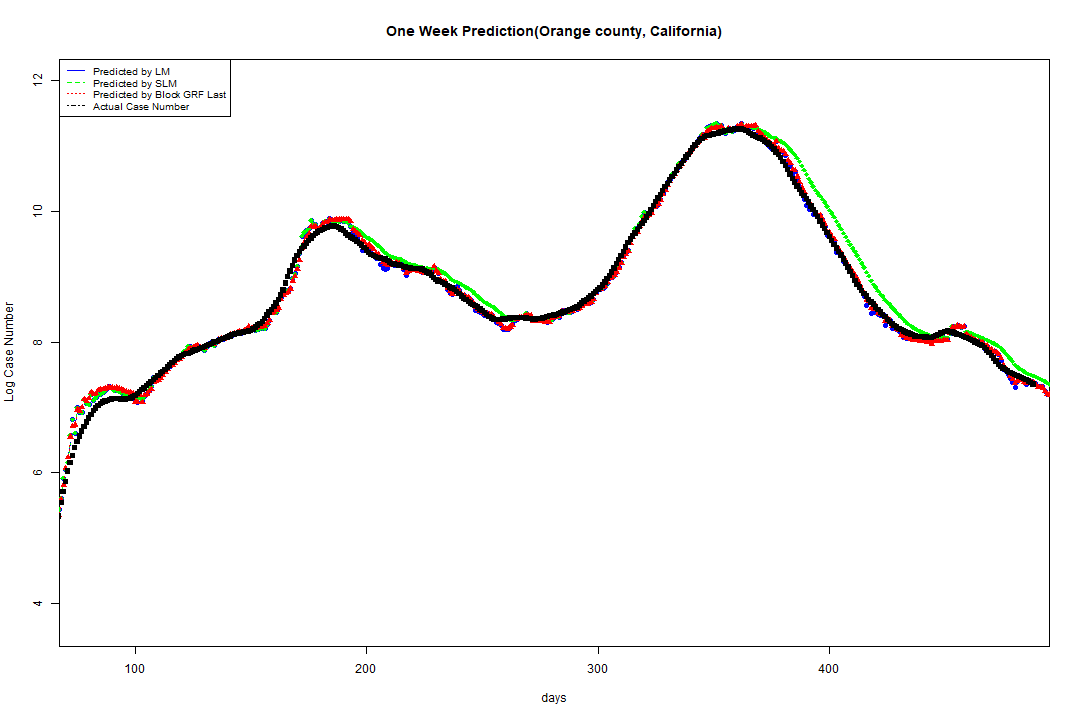 One Week Prediction(Orange county, California)
Predicted by LM
Predicted by SLM
Predicted by Block GRF Last
Actual Case Number
12
10
8
6
4
Log Case Number
100 200 300 400
days